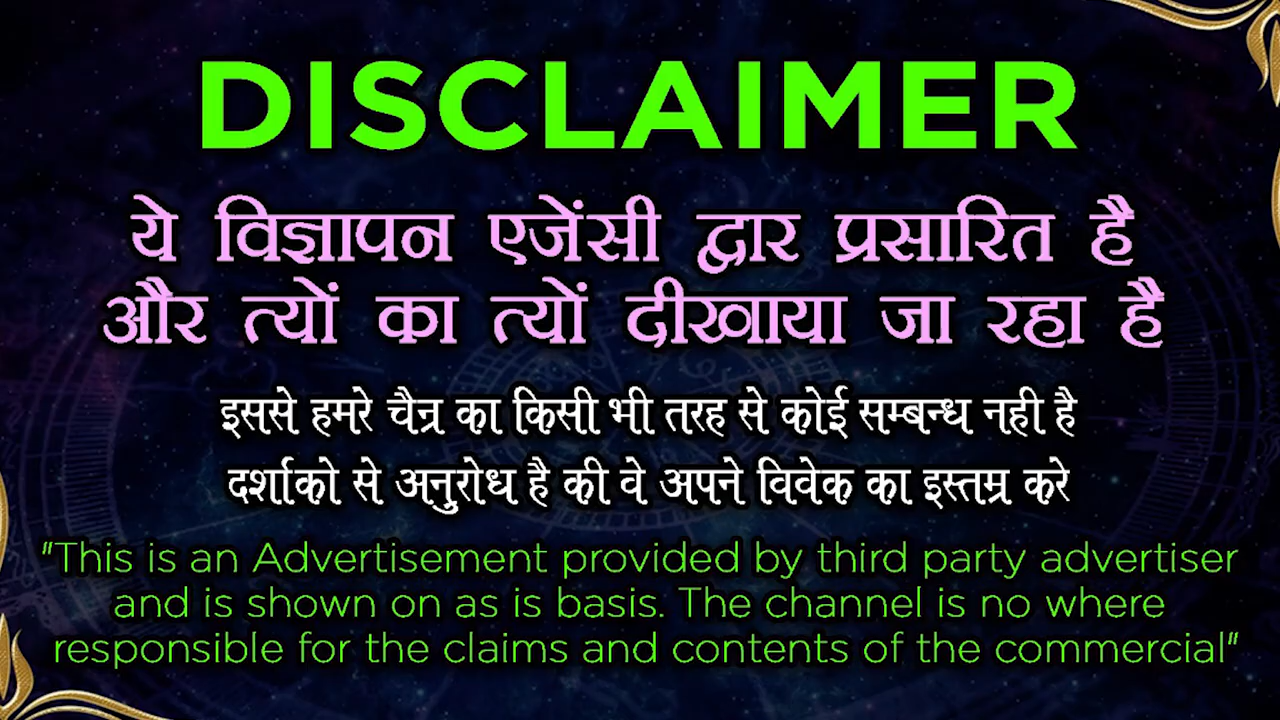 DISCLAIMER
ये विज्ञापन एजेंसी द्वार प्रसारित है
और त्यों का त्यों दीखाया जा रहा है
इससे हमरे चैन्र का किसी भी तरह से कोई सम्बन्ध नही है
दर्शाको से अनुरोध है की वे अपने विवेक का इस्तम्र करे
"This is an Advertisement provided by third party advertiser
and is shown on as is basis. The channel is no where
responsible for the claims and contents of the commercial"